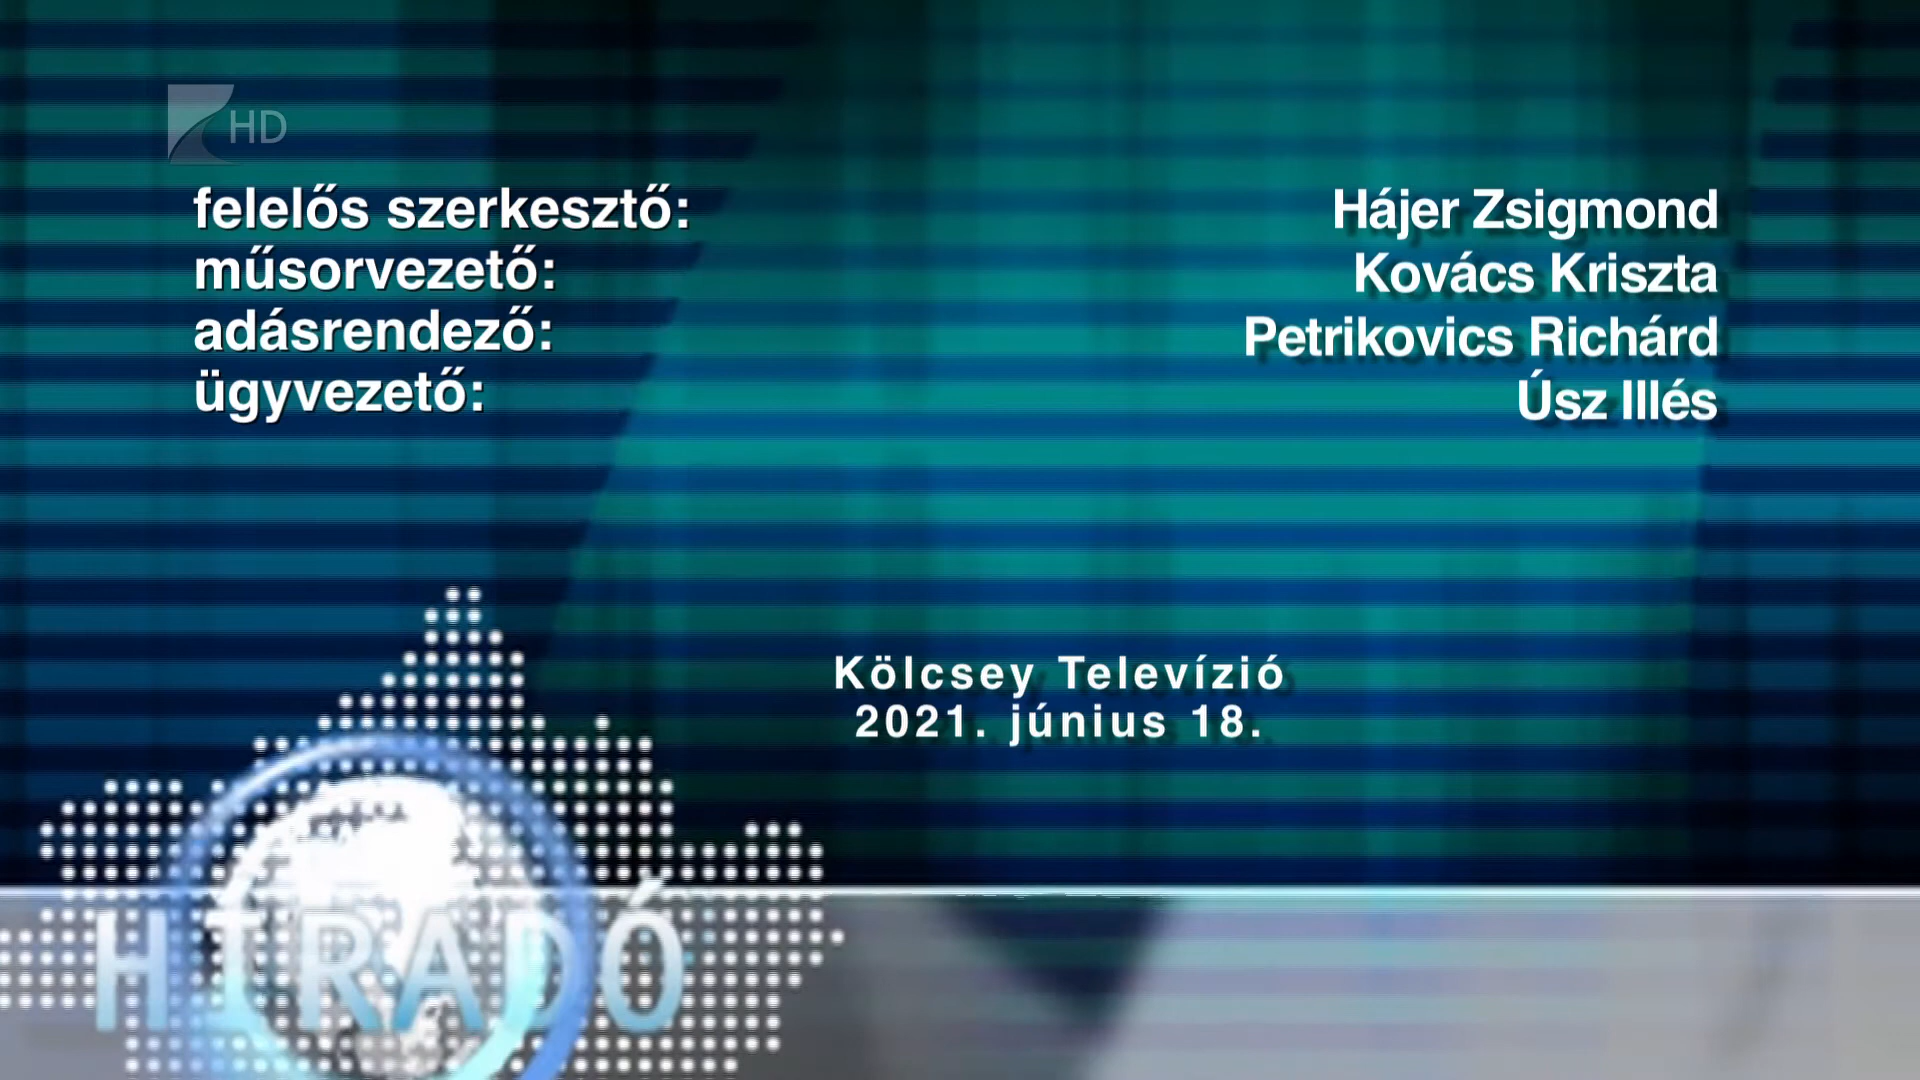 HD
felelős szerkesztő: Hájer Zsigmond
műsorvezető: Kovács Kriszta
adásrendező: Petrikovics Richárd
ügyvezető: Úsz Illés
Kölcsey Televízió
2021. június 18.
HÍRADÓ